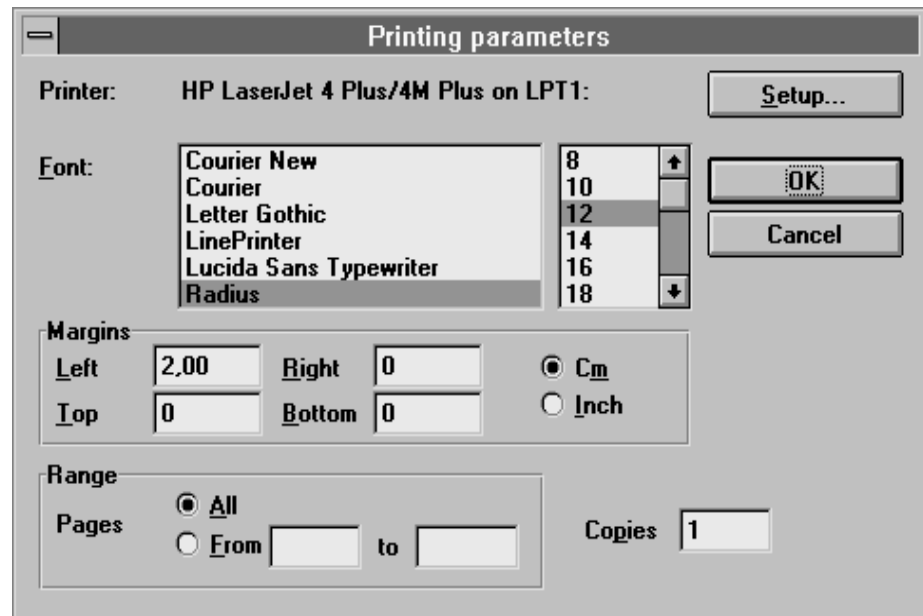 Printing parameters
Printer: HP LaserJet 4 Plus/4M Plus on LPT1: Setup...
Font:
Courier New
Courier
Letter Gothic
LinePrinter
Lucida Sans Typewriter
Radius
8
10
12
14
16
18
OK
Cancel
Margins
Left 2,00 Right 0 Cm
Top 0 Bottom 0 Inch
Range
Pages
All
From to
Copies 1